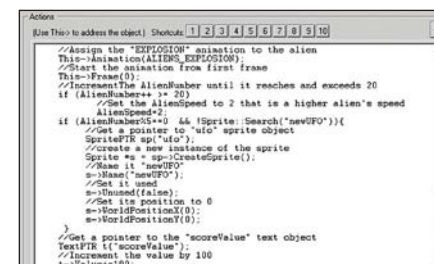 Actions
(Use This-> to address the object.) Shortcuts: 1 2 3 4 5 6 7 8 9 10
//Assign the "EXPLOSION" animation to the alien
This->Animation(ALIENS_EXPLOSION);
//Start the animation from first frame
This->Frame(0);
//IncrementThe AlienNumber until it reaches and exceeds 20
if (AlienNumber++ >= 20)
//Set the AlienSpeed to 2 that is a higher alien's speed
AlienSpeed=2;
if (AlienNumber%5==0 && !Sprite::Search("newUFO")){
//Get a pointer to "ufo" sprite object
SpritePTR sp("ufo");
//create a new instance of the sprite
Sprite *s = sp->CreateSprite();
//Name it "newUFO"
s->Name("newUFO");
//Set it used
s->Unused(false);
//Set its position to 0
s->WorldPositionX(0);
s->WorldPositionY(0);
}
//Get a pointer to the "scoreValue" text object
TextPTR t("scoreValue");
//Increment the value by 100